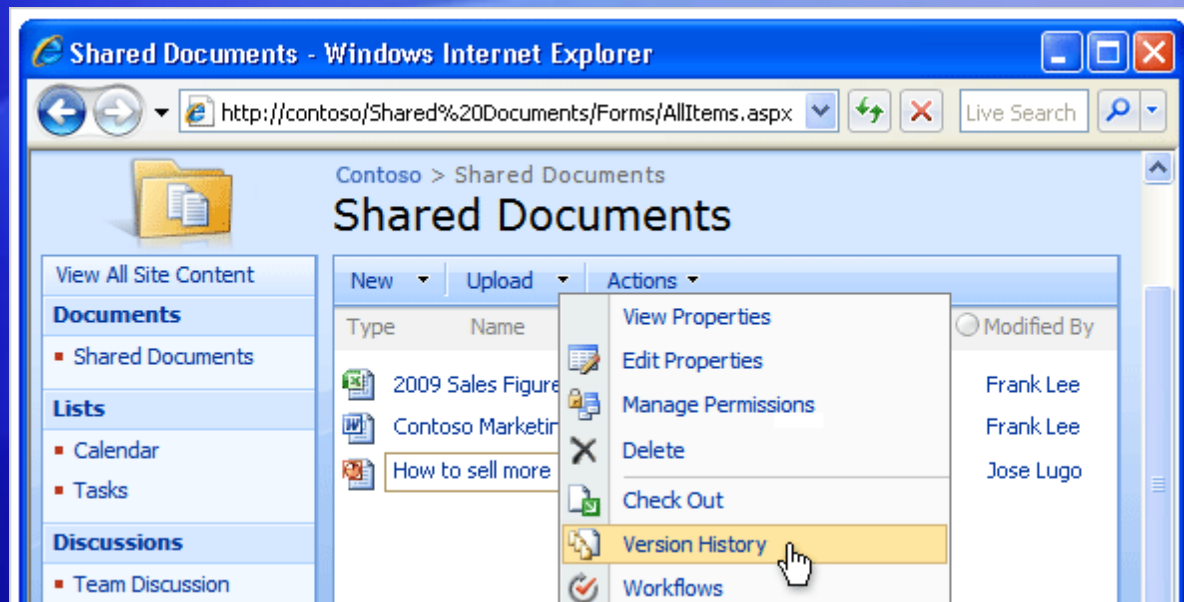 Shared Documents - Windows Internet Explorer
http://contoso/Shared%20Documents/Forms/AllItems.aspx
Live Search
Contoso > Shared Documents
Shared Documents
View All Site Content
Documents
Shared Documents
Lists
Calendar
Tasks
Discussions
Team Discussion
New Upload Actions
Type Name Modified By
2009 Sales Figure Frank Lee
Contoso Marketin Frank Lee
How to sell more Jose Lugo
View Properties
Edit Properties
Manage Permissions
Delete
Check Out
Version History
Workflows